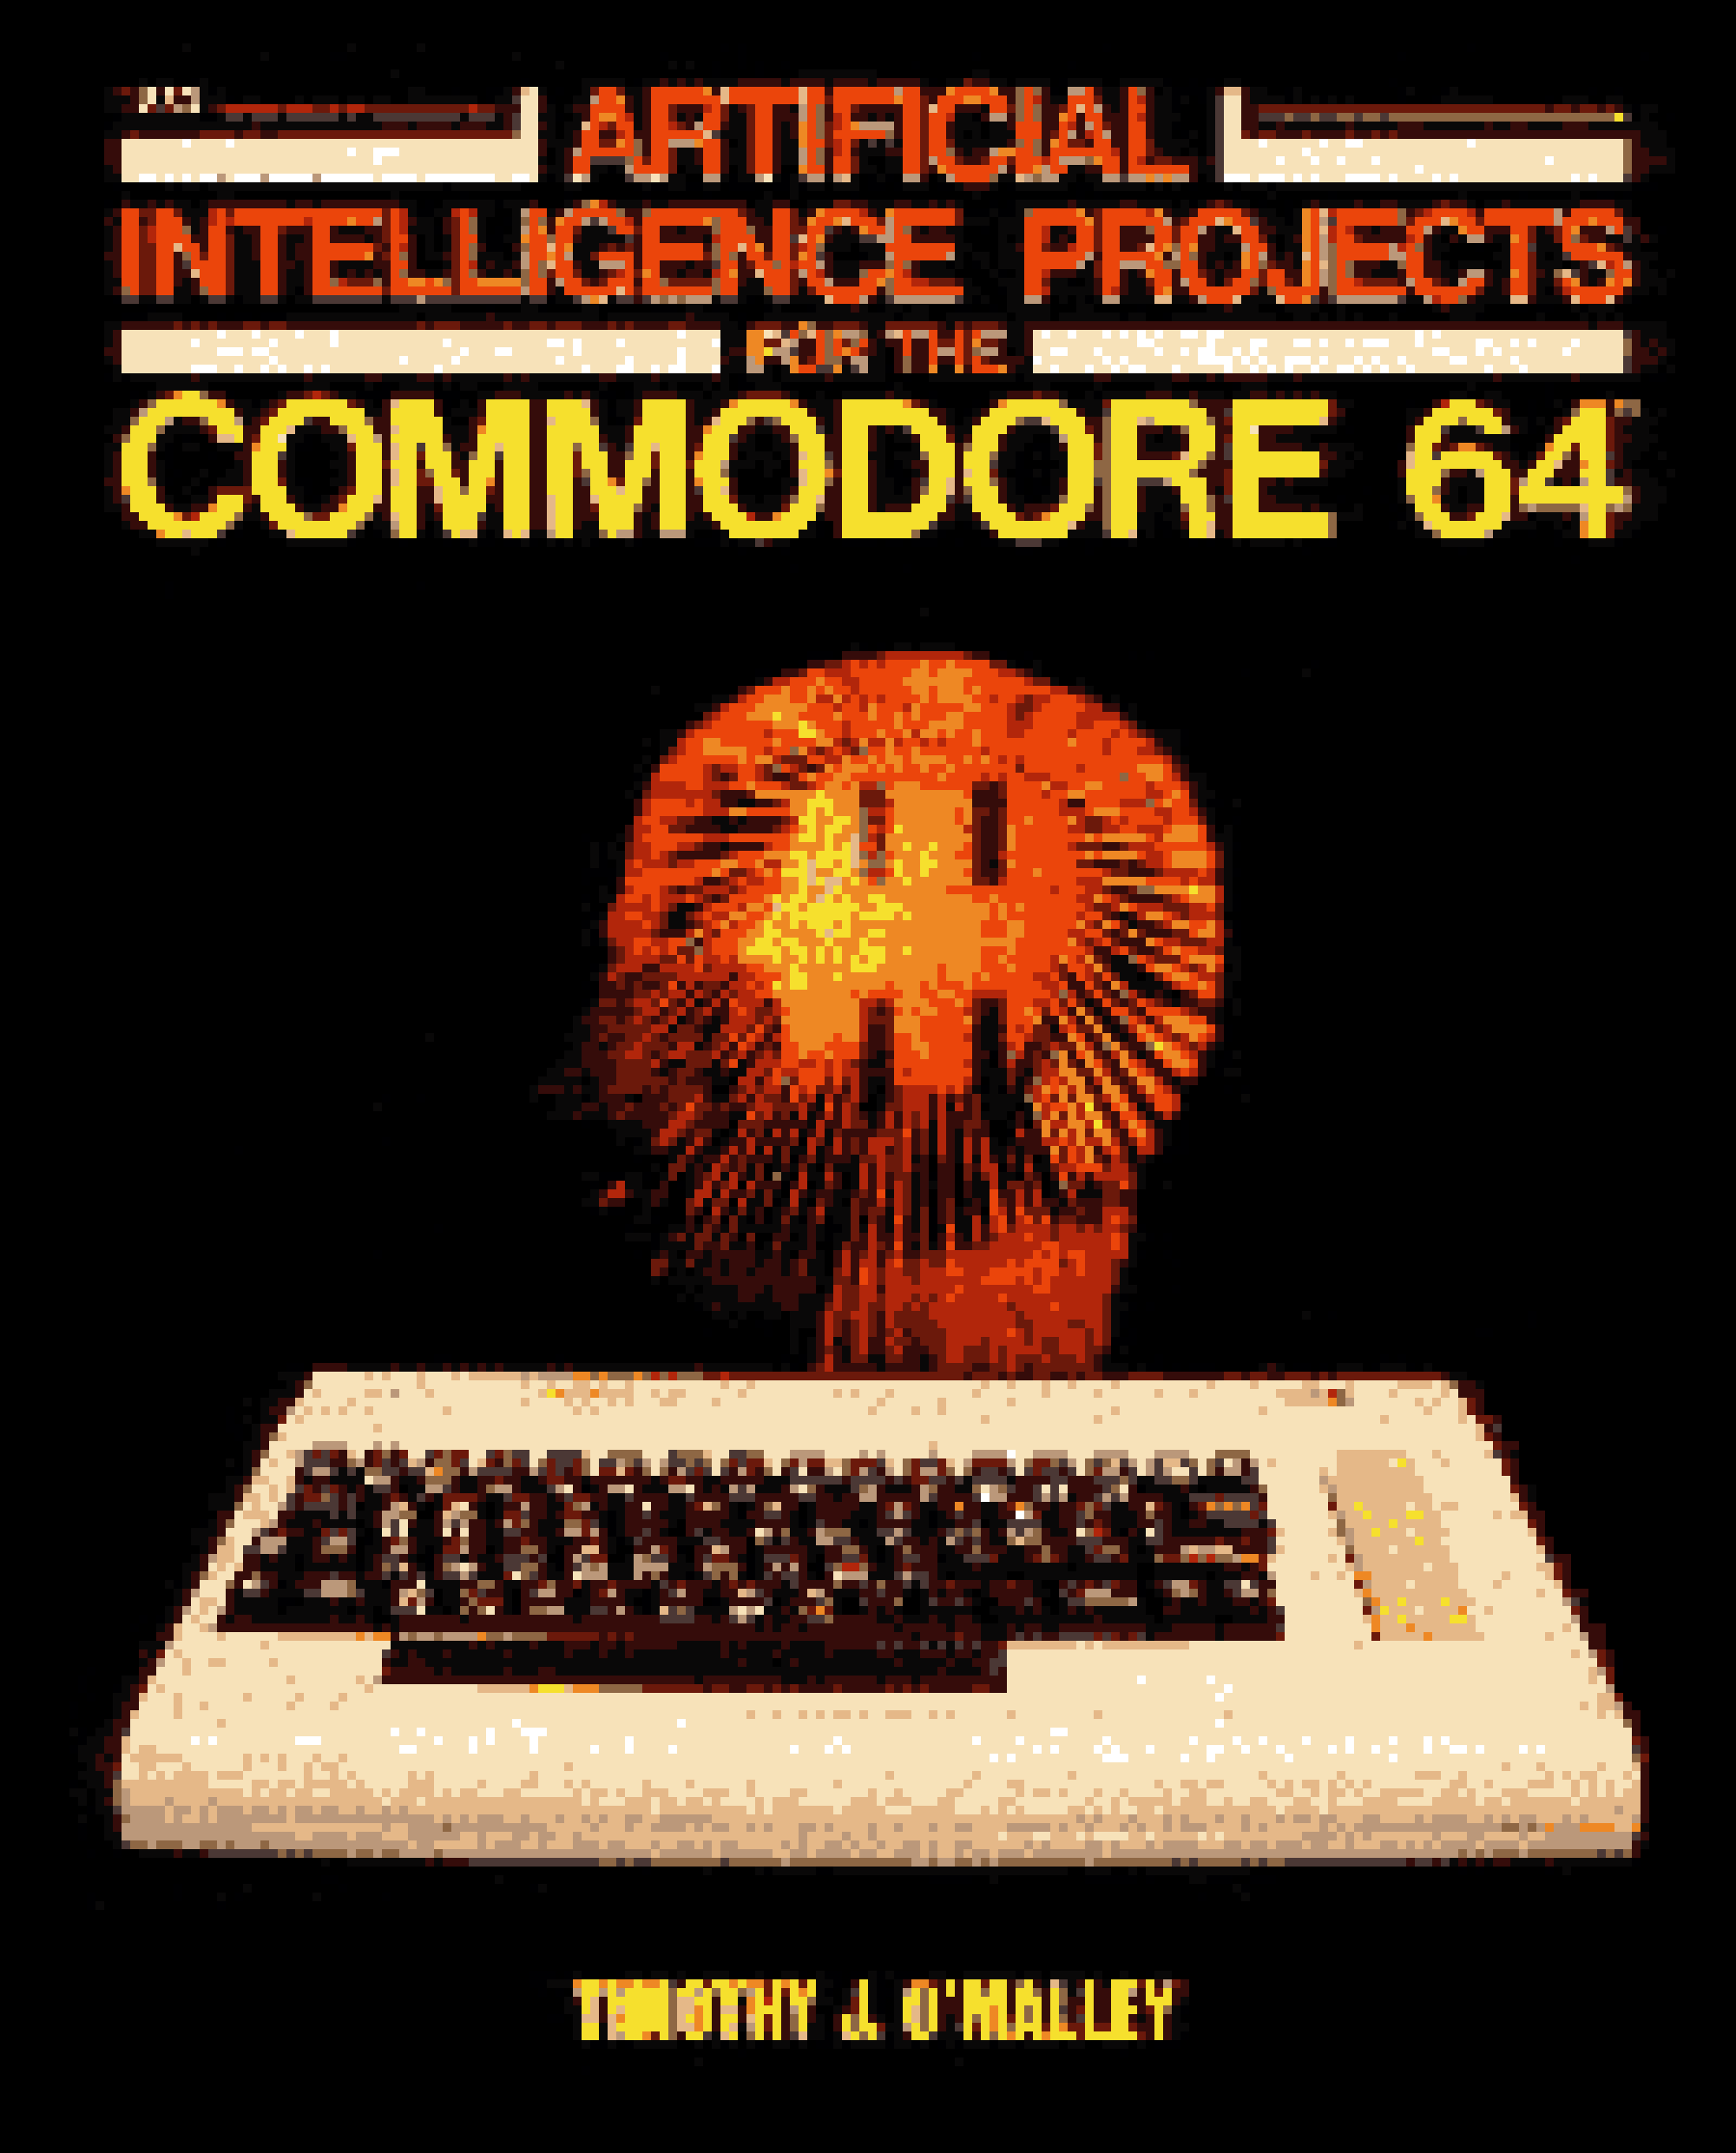 ARTIFICIAL
INTELLIGENCE PROJECTS
FOR THE
COMMODORE 64
TIMOTHY J. O'MALLEY